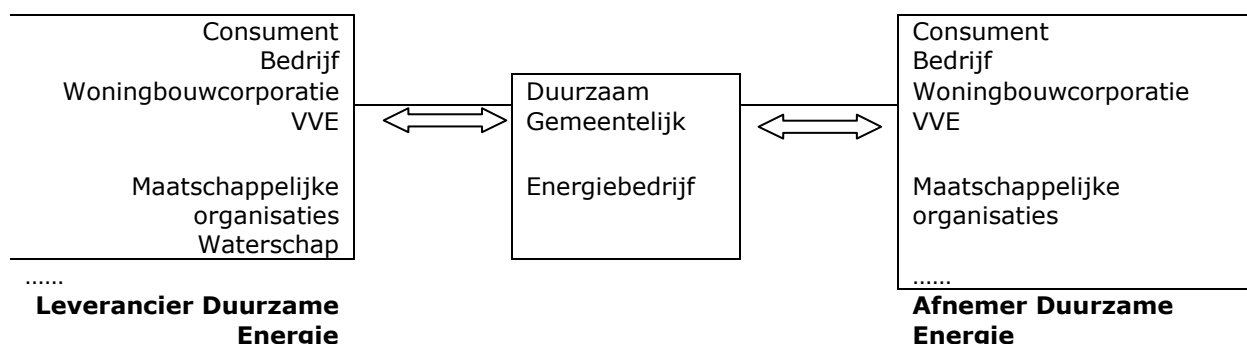 Consument
Bedrijf
Woningbouwcorporatie
VVE
Maatschappelijke
organisaties
Waterschap
......
Leverancier Duurzame
Energie
Duurzaam
Gemeentelijk
Energiebedrijf
Consument
Bedrijf
Woningbouwcorporatie
VVE
Maatschappelijke
organisaties
......
Afnemer Duurzame
Energie